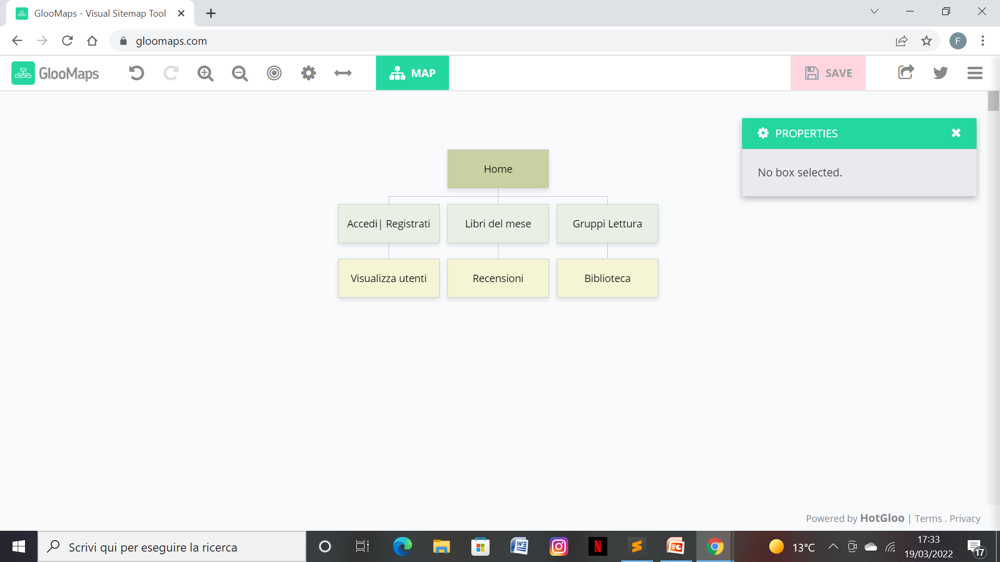 GlooMaps - Visual Sitemap Tool
gloomaps.com
F
GlooMaps
MAP
SAVE
PROPERTIES
No box selected.
Home
Accedi| Registrati
Libri del mese
Gruppi Lettura
Visualizza utenti
Recensioni
Biblioteca
Powered by HotGloo | Terms . Privacy
Scrivi qui per eseguire la ricerca
13°C
17:33
19/03/2022
17